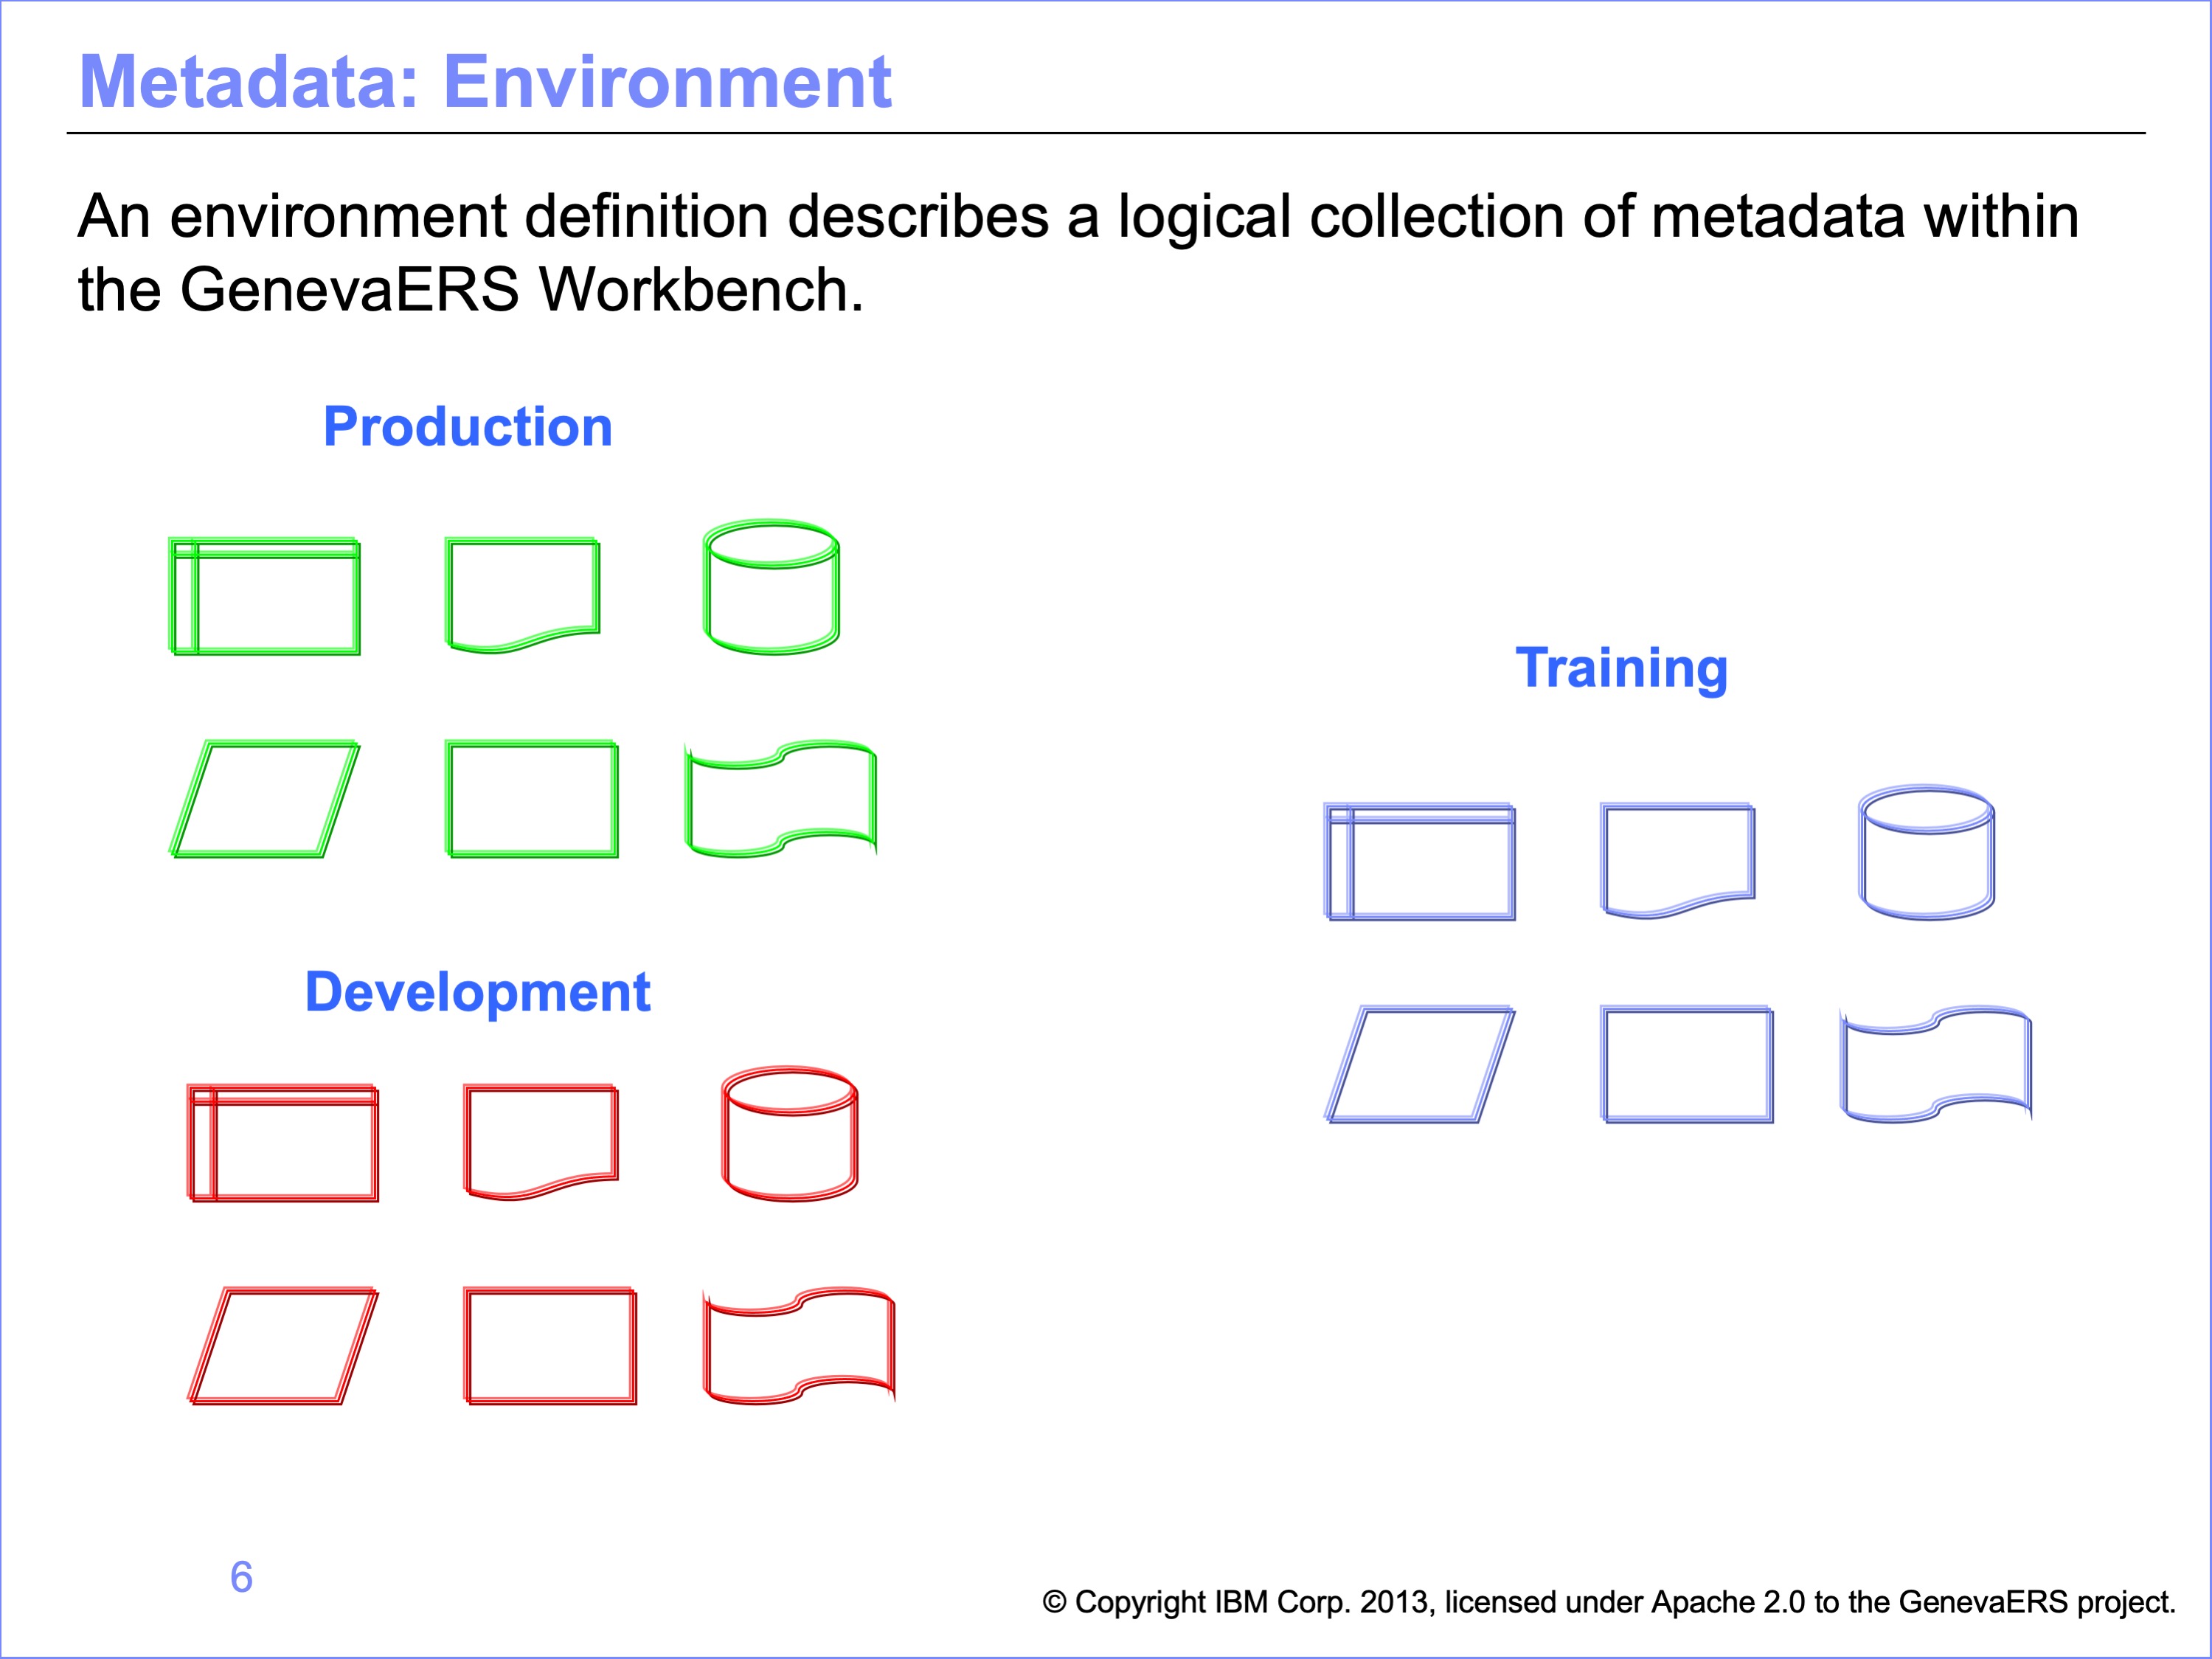 Metadata: Environment
An environment definition describes a logical collection of metadata within
the GenevaERS Workbench.
Production
Training
Development
6
© Copyright IBM Corp. 2013, licensed under Apache 2.0 to the GenevaERS project.